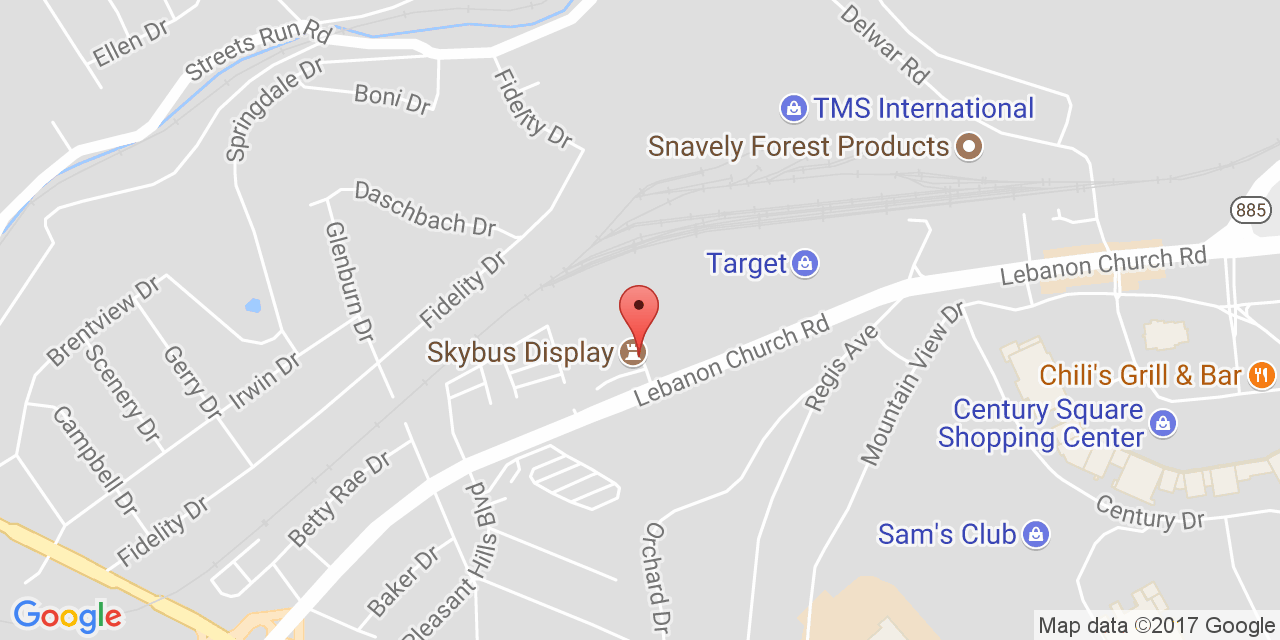 Ellen Dr
Streets Run Rd
Springdale Dr
Boni Dr
Fidelity Dr
Delwar Rd
TMS International
Snavely Forest Products
Daschbach Dr
885
Glenburn Dr
Fidelity Dr
Target
Lebanon Church Rd
Brentview Dr
Scenery Dr
Gerry Dr
Irwin Dr
Skybus Display
Lebanon Church Rd
Regis Ave
Mountain View Dr
Chili's Grill & Bar
Century Square
Shopping Center
Campbell Dr
Fidelity Dr
Betty Rae Dr
Baker Dr
Pleasant Hills Blvd
Orchard Dr
Sam's Club
Century Dr
Google
Map data ©2017 Google